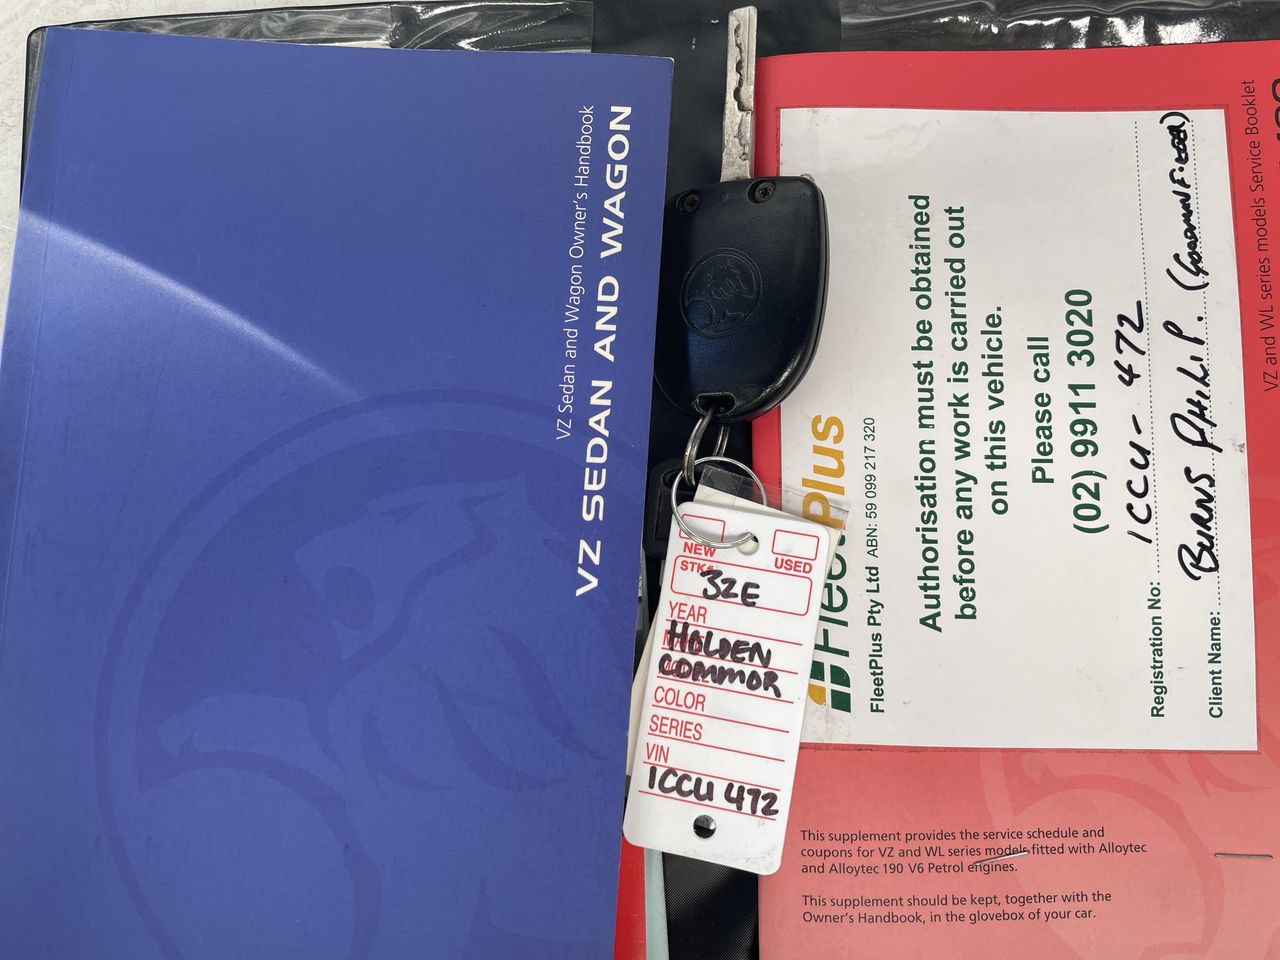 VZ Sedan and Wagon Owner's Handbook
VZ SEDAN AND WAGON
NEW
USED
STK# 32E
YEAR
HOLDEN
COMMOR
COLOR
SERIES
VIN
1CCU 472
FleetPlus
FleetPlus Pty Ltd ABN: 59 099 217 320
Authorisation must be obtained
before any work is carried out
on this vehicle.
Please call
(02) 9911 3020
Registration No: 1CCU-472
Client Name: BURNS PHILIP. (GOODMAN FIELDER)
VZ and WL series models Service Booklet
This supplement provides the service schedule and
coupons for VZ and WL series models fitted with Alloytec
and Alloytec 190 V6 Petrol engines.
This supplement should be kept, together with the
Owner's Handbook, in the glovebox of your car.